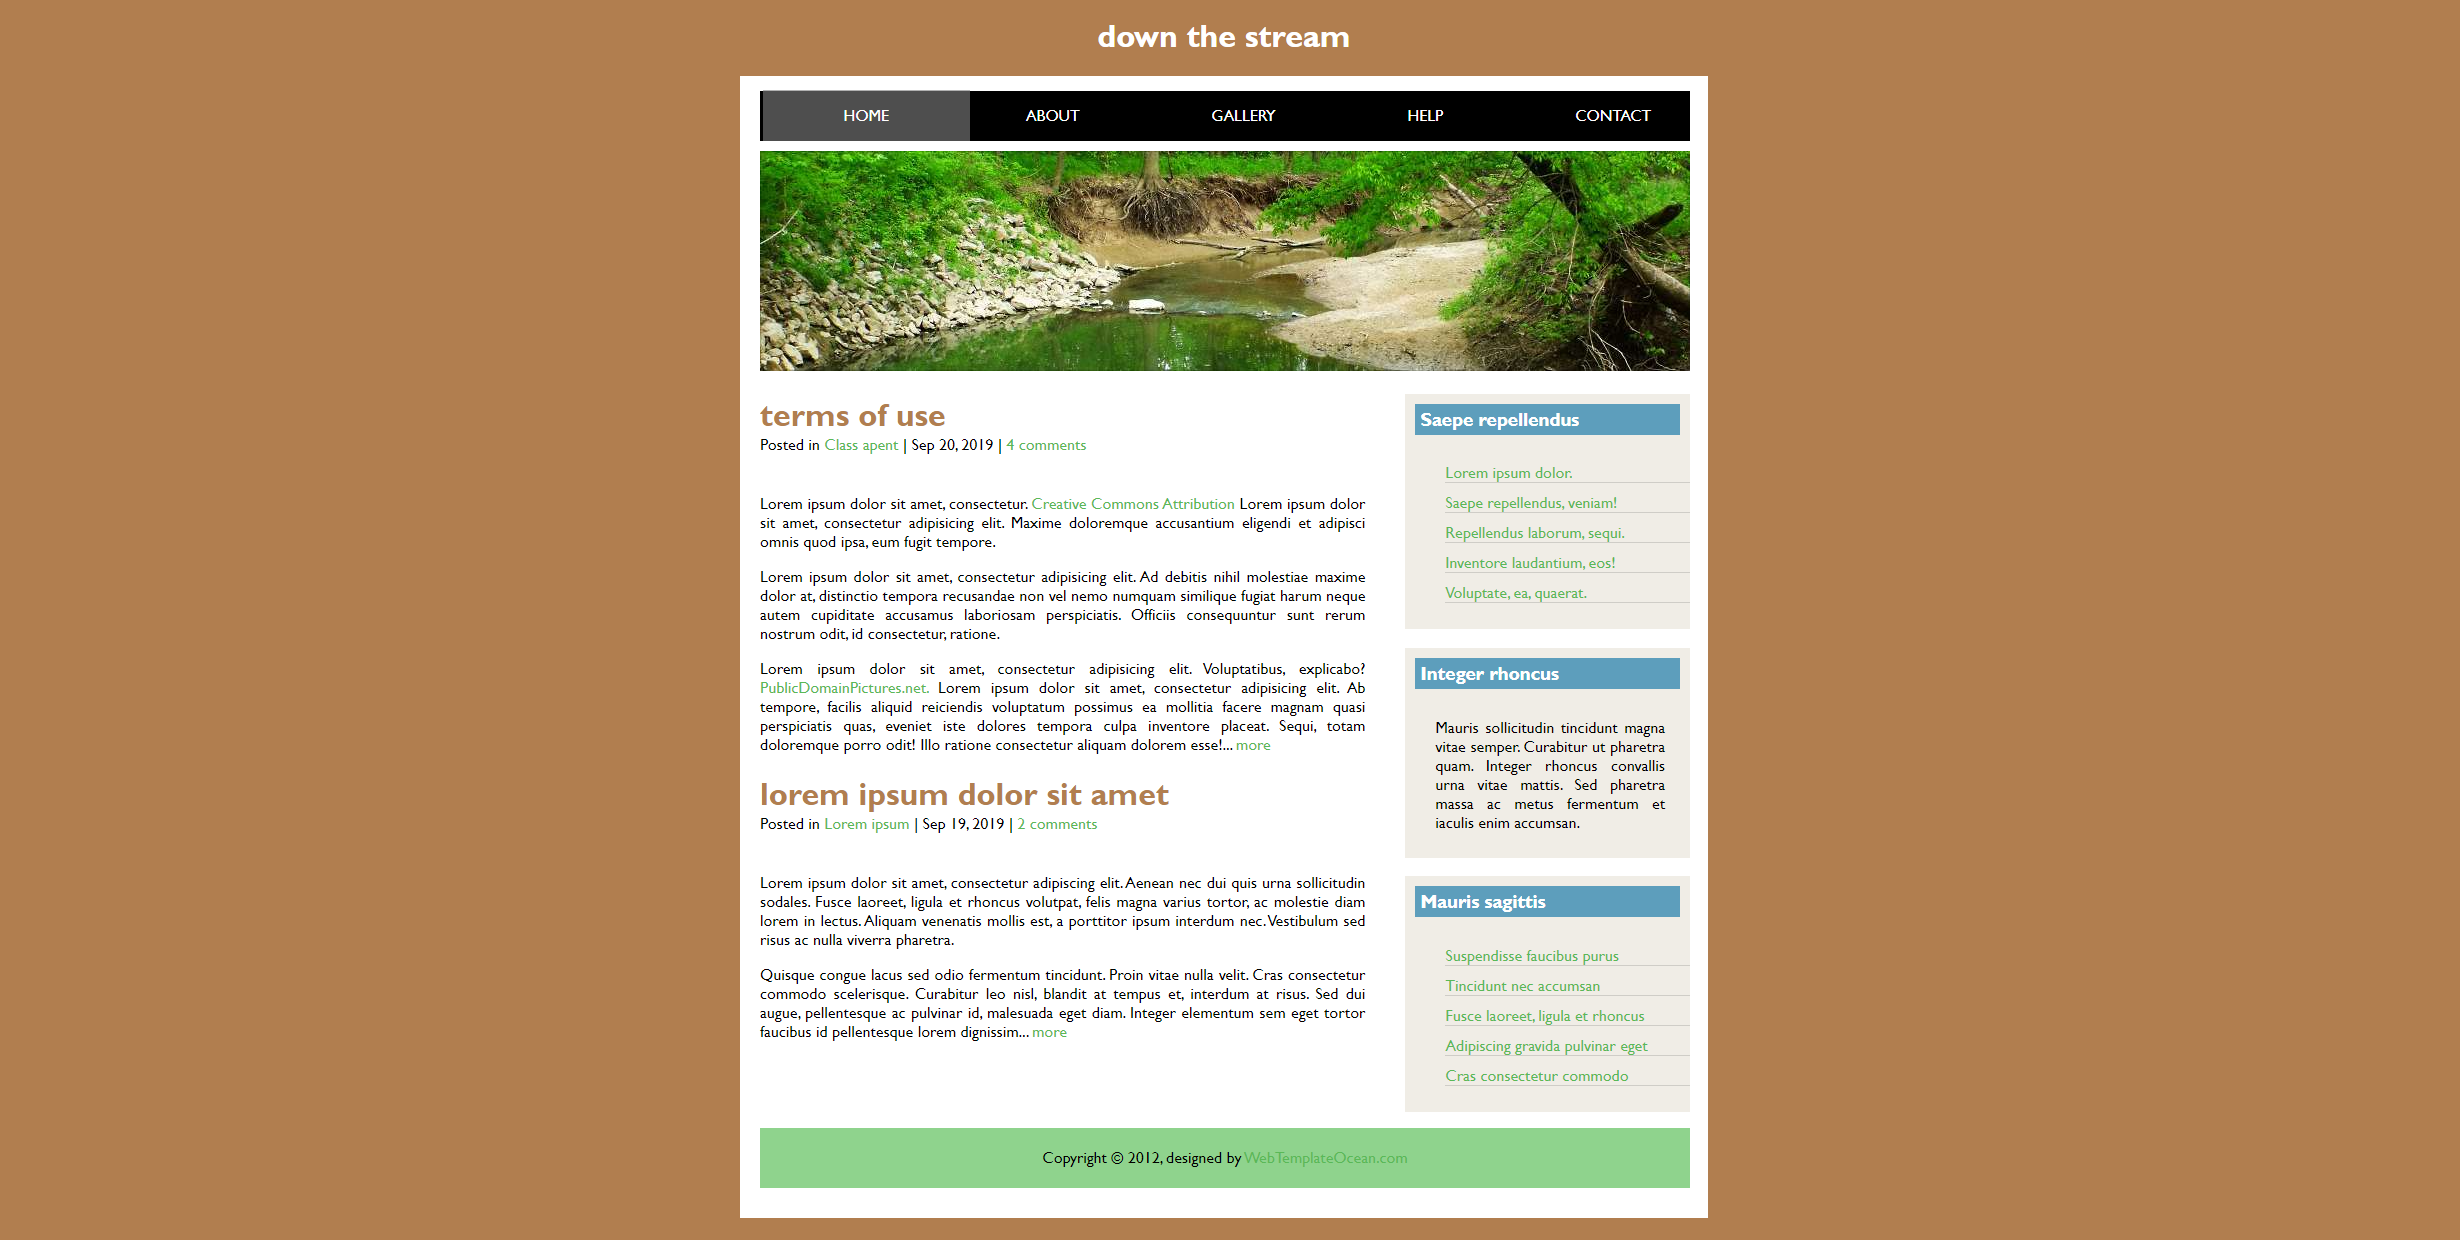 down the stream
HOME ABOUT GALLERY HELP CONTACT
terms of use
Posted in Class apent | Sep 20, 2019 | 4 comments
Lorem ipsum dolor sit amet, consectetur. Creative Commons Attribution Lorem ipsum dolor
sit amet, consectetur adipisicing elit. Maxime doloremque accusantium eligendi et adipisci
omnis quod ipsa, eum fugit tempore.
Lorem ipsum dolor sit amet, consectetur adipisicing elit. Ad debitis nihil molestiae maxime
dolor at, distinctio tempora recusandae non vel nemo numquam similique fugiat harum neque
autem cupiditate accusamus laboriosam perspiciatis. Officiis consequuntur sunt rerum
nostrum odit, id consectetur, ratione.
Lorem ipsum dolor sit amet, consectetur adipisicing elit. Voluptatibus, explicabo?
PublicDomainPictures.net. Lorem ipsum dolor sit amet, consectetur adipisicing elit. Ab
tempore, facilis aliquid reiciendis voluptatum possimus ea mollitia facere magnam quasi
perspiciatis quas, eveniet iste dolores tempora culpa inventore placeat. Sequi, totam
doloremque porro odit! Illo ratione consectetur aliquam dolorem esse!... more
lorem ipsum dolor sit amet
Posted in Lorem ipsum | Sep 19, 2019 | 2 comments
Lorem ipsum dolor sit amet, consectetur adipiscing elit. Aenean nec dui quis urna sollicitudin
sodales. Fusce laoreet, ligula et rhoncus volutpat, felis magna varius tortor, ac molestie diam
lorem in lectus. Aliquam venenatis mollis est, a porttitor ipsum interdum nec. Vestibulum sed
risus ac nulla viverra pharetra.
Quisque congue lacus sed odio fermentum tincidunt. Proin vitae nulla velit. Cras consectetur
commodo scelerisque. Curabitur leo nisl, blandit at tempus et, interdum at risus. Sed dui
augue, pellentesque ac pulvinar id, malesuada eget diam. Integer elementum sem eget tortor
faucibus id pellentesque lorem dignissim... more
Saepe repellendus
Lorem ipsum dolor.
Saepe repellendus, veniam!
Repellendus laborum, sequi.
Inventore laudantium, eos!
Voluptate, ea, quaerat.
Integer rhoncus
Mauris sollicitudin tincidunt magna
vitae semper. Curabitur ut pharetra
quam. Integer rhoncus convallis
urna vitae mattis. Sed pharetra
massa ac metus fermentum et
iaculis enim accumsan.
Mauris sagittis
Suspendisse faucibus purus
Tincidunt nec accumsan
Fusce laoreet, ligula et rhoncus
Adipiscing gravida pulvinar eget
Cras consectetur commodo
Copyright © 2012, designed by WebTemplateOcean.com